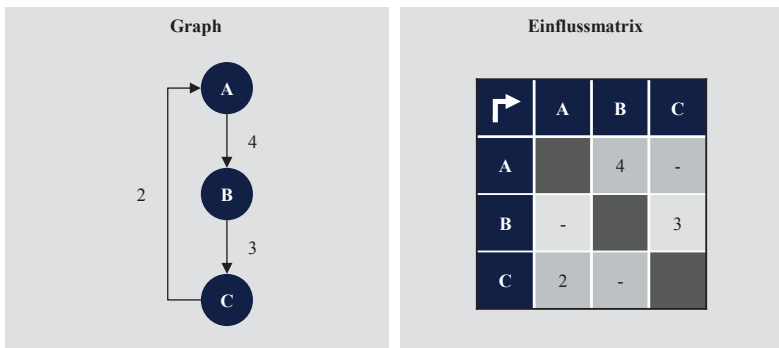 Graph
A
4
B
2
3
C
Einflussmatrix
A B C
A 4 -
B - 3
C 2 -